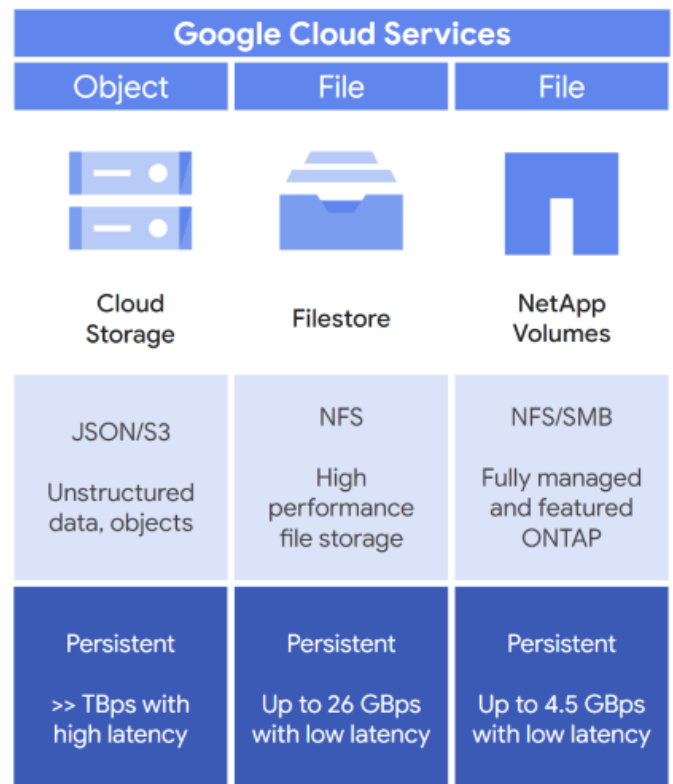 Google Cloud Services
Object
File
File
Cloud
Storage
Filestore
NetApp
Volumes
JSON/S3
Unstructured
data, objects
NFS
High
performance
file storage
NFS/SMB
Fully managed
and featured
ONTAP
Persistent
>> TBps with
high latency
Persistent
Up to 26 GBps
with low latency
Persistent
Up to 4.5 GBps
with low latency